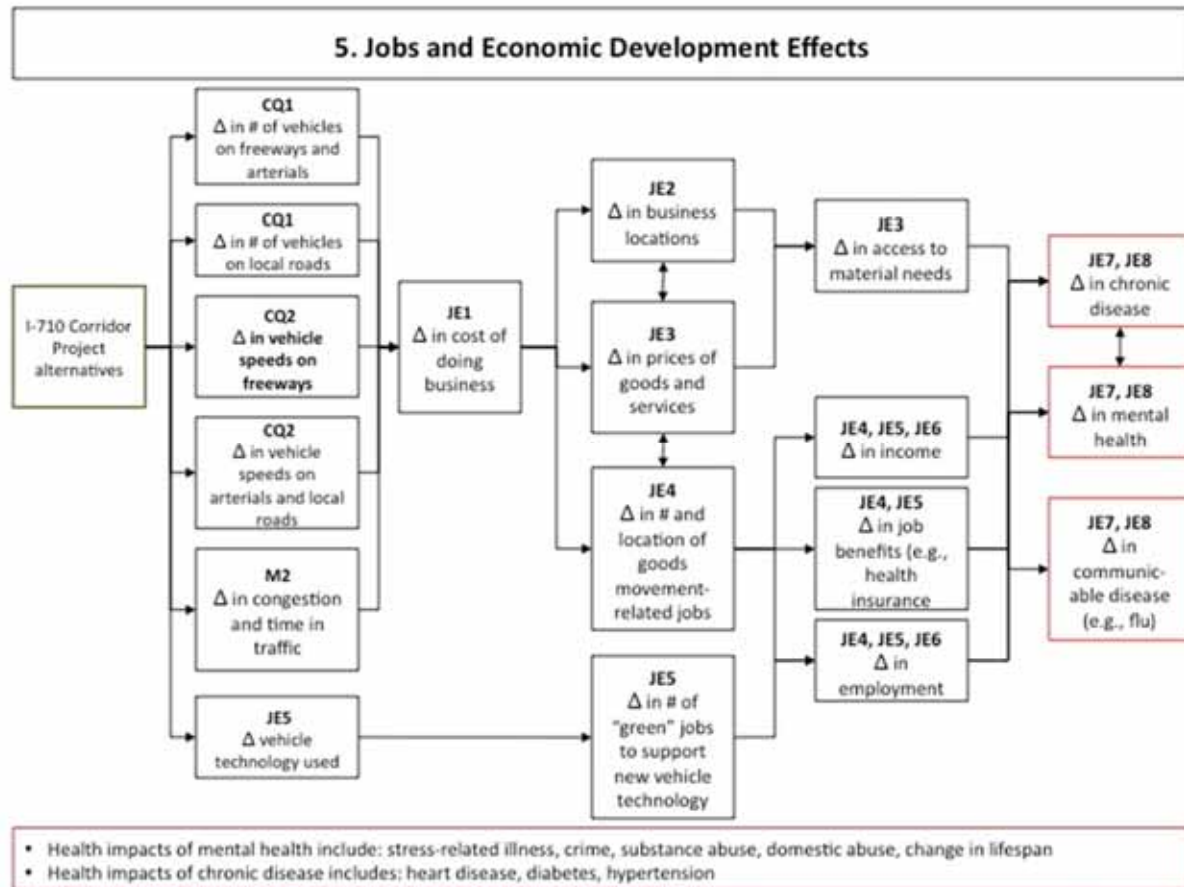 5. Jobs and Economic Development Effects
I-710 Corridor
Project
alternatives
CQ1
Δ in # of vehicles
on freeways and
arterials
CQ1
Δ in # of vehicles
on local roads
CQ2
Δ in vehicle
speeds on
freeways
CQ2
Δ in vehicle
speeds on
arterials and local
roads
M2
Δ in congestion
and time in
traffic
JE5
Δ vehicle
technology used
JE1
Δ in cost of
doing
business
JE2
Δ in business
locations
JE3
Δ in prices of
goods and
services
JE4
Δ in # and
location of
goods
movement-
related jobs
JE5
Δ in # of
"green" jobs
to support
new vehicle
technology
JE3
Δ in access to
material needs
JE4, JE5, JE6
Δ in income
JE4, JE5
Δ in job
benefits (e.g.,
health
insurance
JE4, JE5, JE6
Δ in
employment
JE7, JE8
Δ in chronic
disease
JE7, JE8
Δ in mental
health
JE7, JE8
Δ in
communic-
able disease
(e.g., flu)
• Health impacts of mental health include: stress-related illness, crime, substance abuse, domestic abuse, change in lifespan
• Health impacts of chronic disease includes: heart disease, diabetes, hypertension